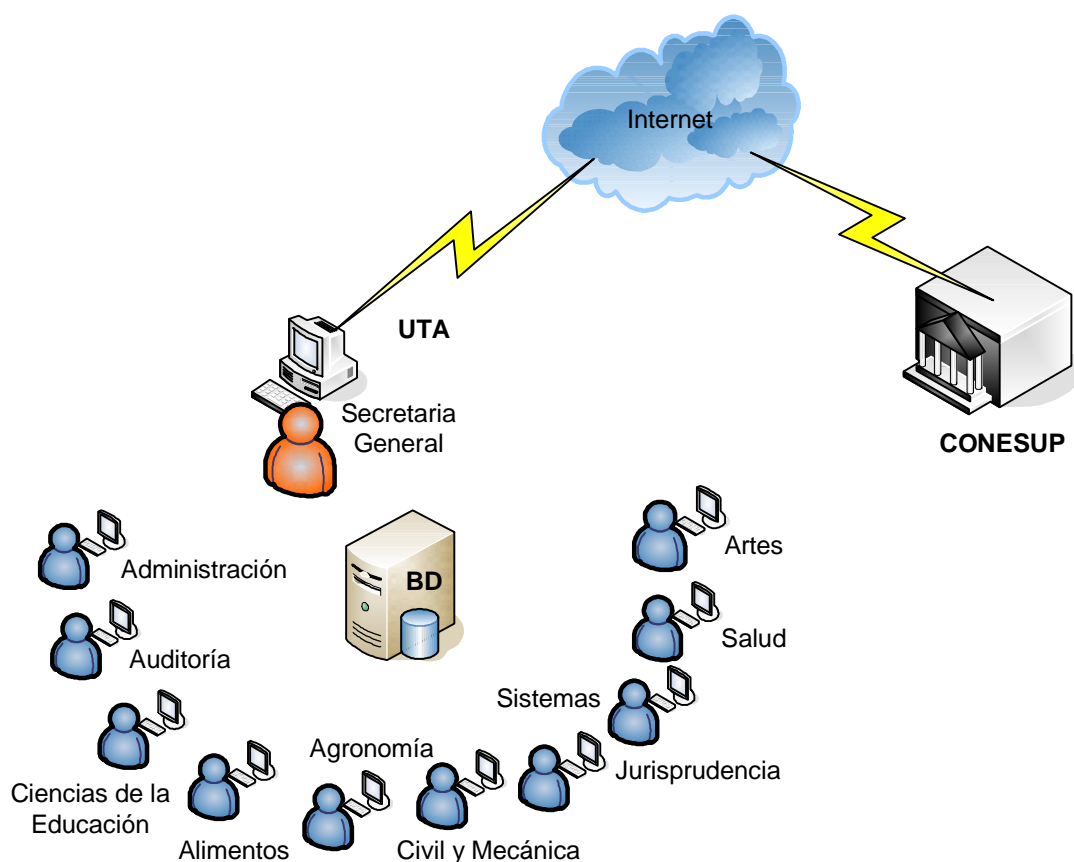 Internet
UTA
Secretaria
General
CONESUP
Administración
BD
Artes
Auditoría
Salud
Sistemas
Agronomía
Jurisprudencia
Ciencias de la
Educación
Alimentos
Civil y Mecánica